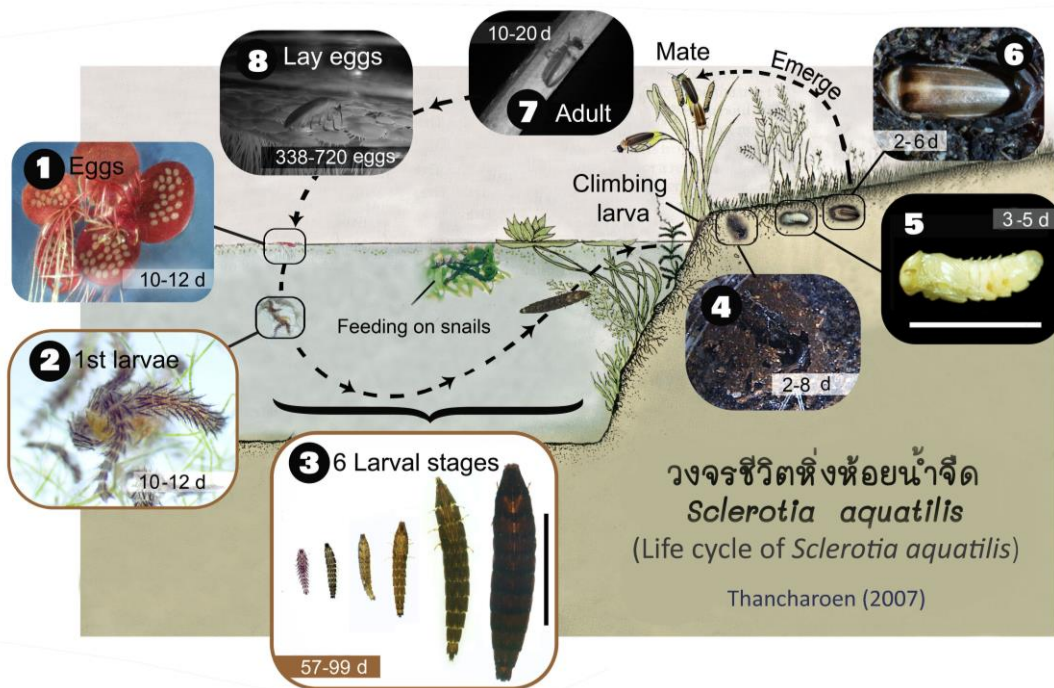 1 Eggs
10-12 d
2 1st larvae
10-12 d
3 6 Larval stages
57-99 d
Feeding on snails
Climbing
larva
4
2-8 d
5
3-5 d
6
2-6d
Emerge
Mate
10-20 d
7 Adult
8 Lay eggs
338-720 eggs
วงจรชีวิตหิ่งห้อยน้ำจืด
Sclerotia aquatilis
(Life cycle of Sclerotia aquatilis)
Thancharoen (2007)